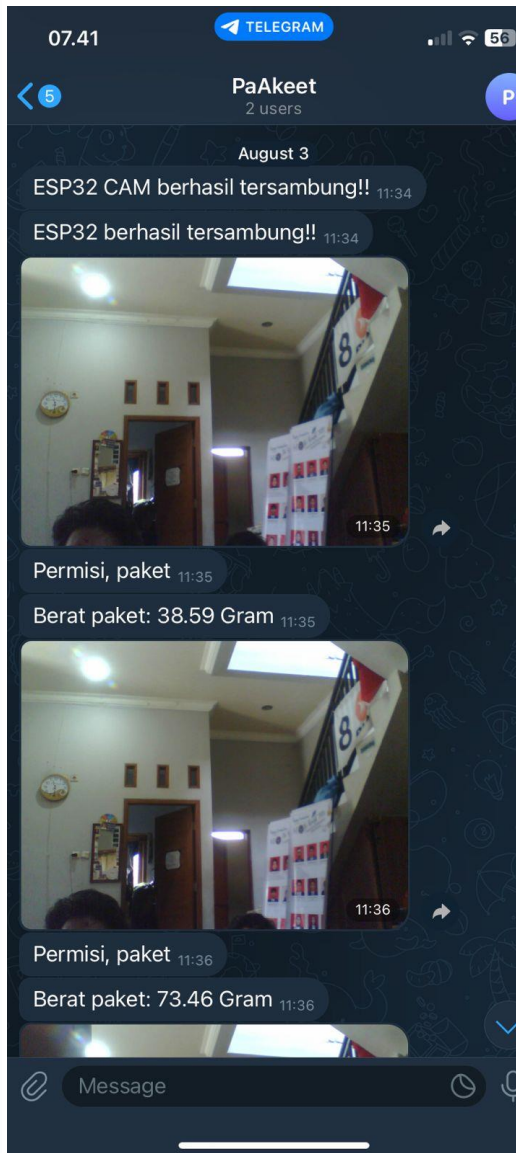 07.41
TELEGRAM
56
5
PaAkeet
2 users
P
August 3
ESP32 CAM berhasil tersambung!! 11:34
ESP32 berhasil tersambung!! 11:34
8
11:35
Permisi, paket 11:35
Berat paket: 38.59 Gram 11:35
8
11:36
Permisi, paket 11:36
Berat paket: 73.46 Gram 11:36
Message